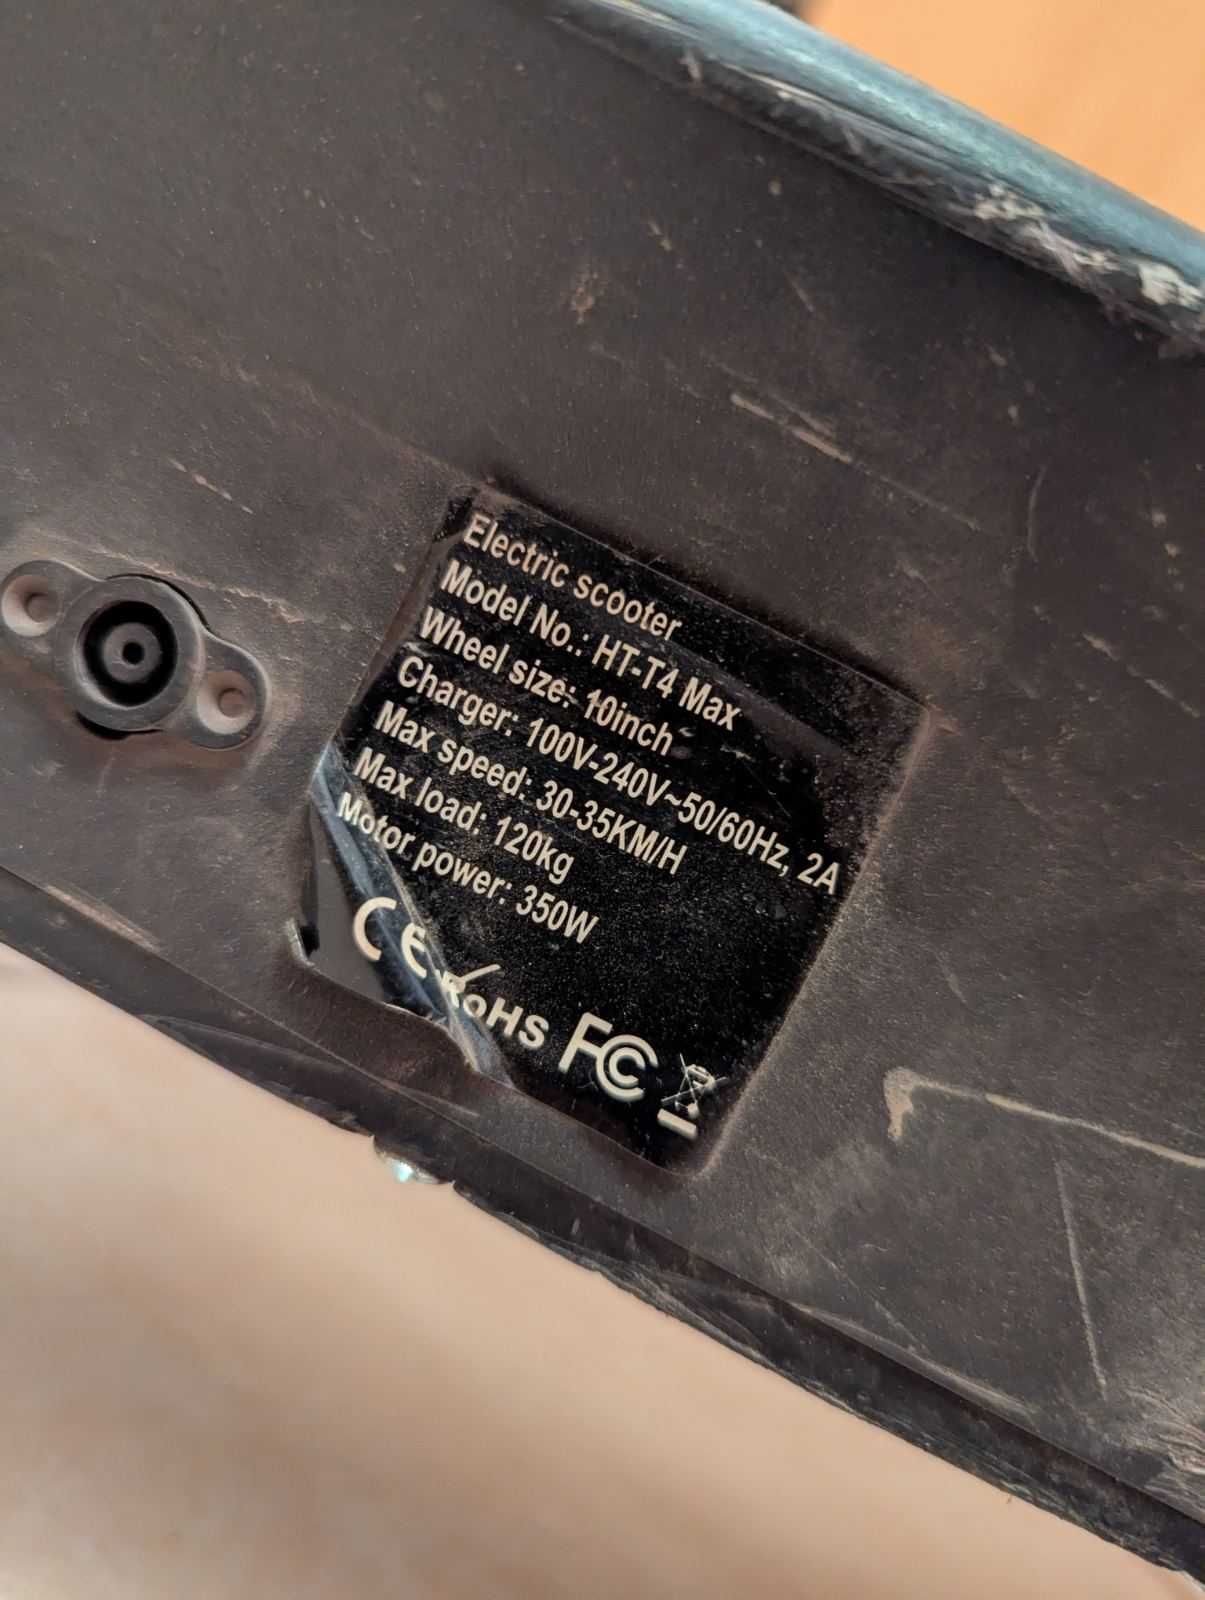 Electric scooter
Model No.: HT-T4 Max
Wheel size: 10inch
Charger: 100V-240V~50/60Hz, 2A
Max speed: 30-35KM/H
Max load: 120kg
Motor power: 350W
CE RoHS FC